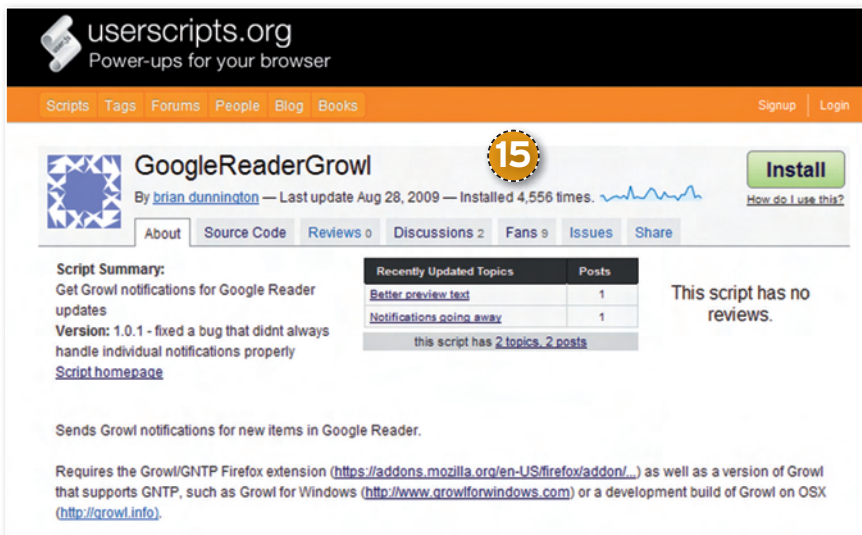 userscripts.org
Power-ups for your browser
Scripts Tags Forums People Blog Books Signup Login
GoogleReaderGrowl
15
Install
By brian dunnington — Last update Aug 28, 2009 — Installed 4,556 times.
How do I use this?
About Source Code Reviews 0 Discussions 2 Fans 9 Issues Share
Script Summary:
Get Growl notifications for Google Reader
updates
Version: 1.0.1 - fixed a bug that didnt always
handle individual notifications properly
Script homepage
Recently Updated Topics Posts
Better preview text 1
Notifications going away 1
this script has 2 topics, 2 posts
This script has no
reviews.
Sends Growl notifications for new items in Google Reader.
Requires the Growl/GNTP Firefox extension (https://addons.mozilla.org/en-US/firefox/addon/...) as well as a version of Growl
that supports GNTP, such as Growl for Windows (http://www.growlforwindows.com) or a development build of Growl on OSX
(http://growl.info).